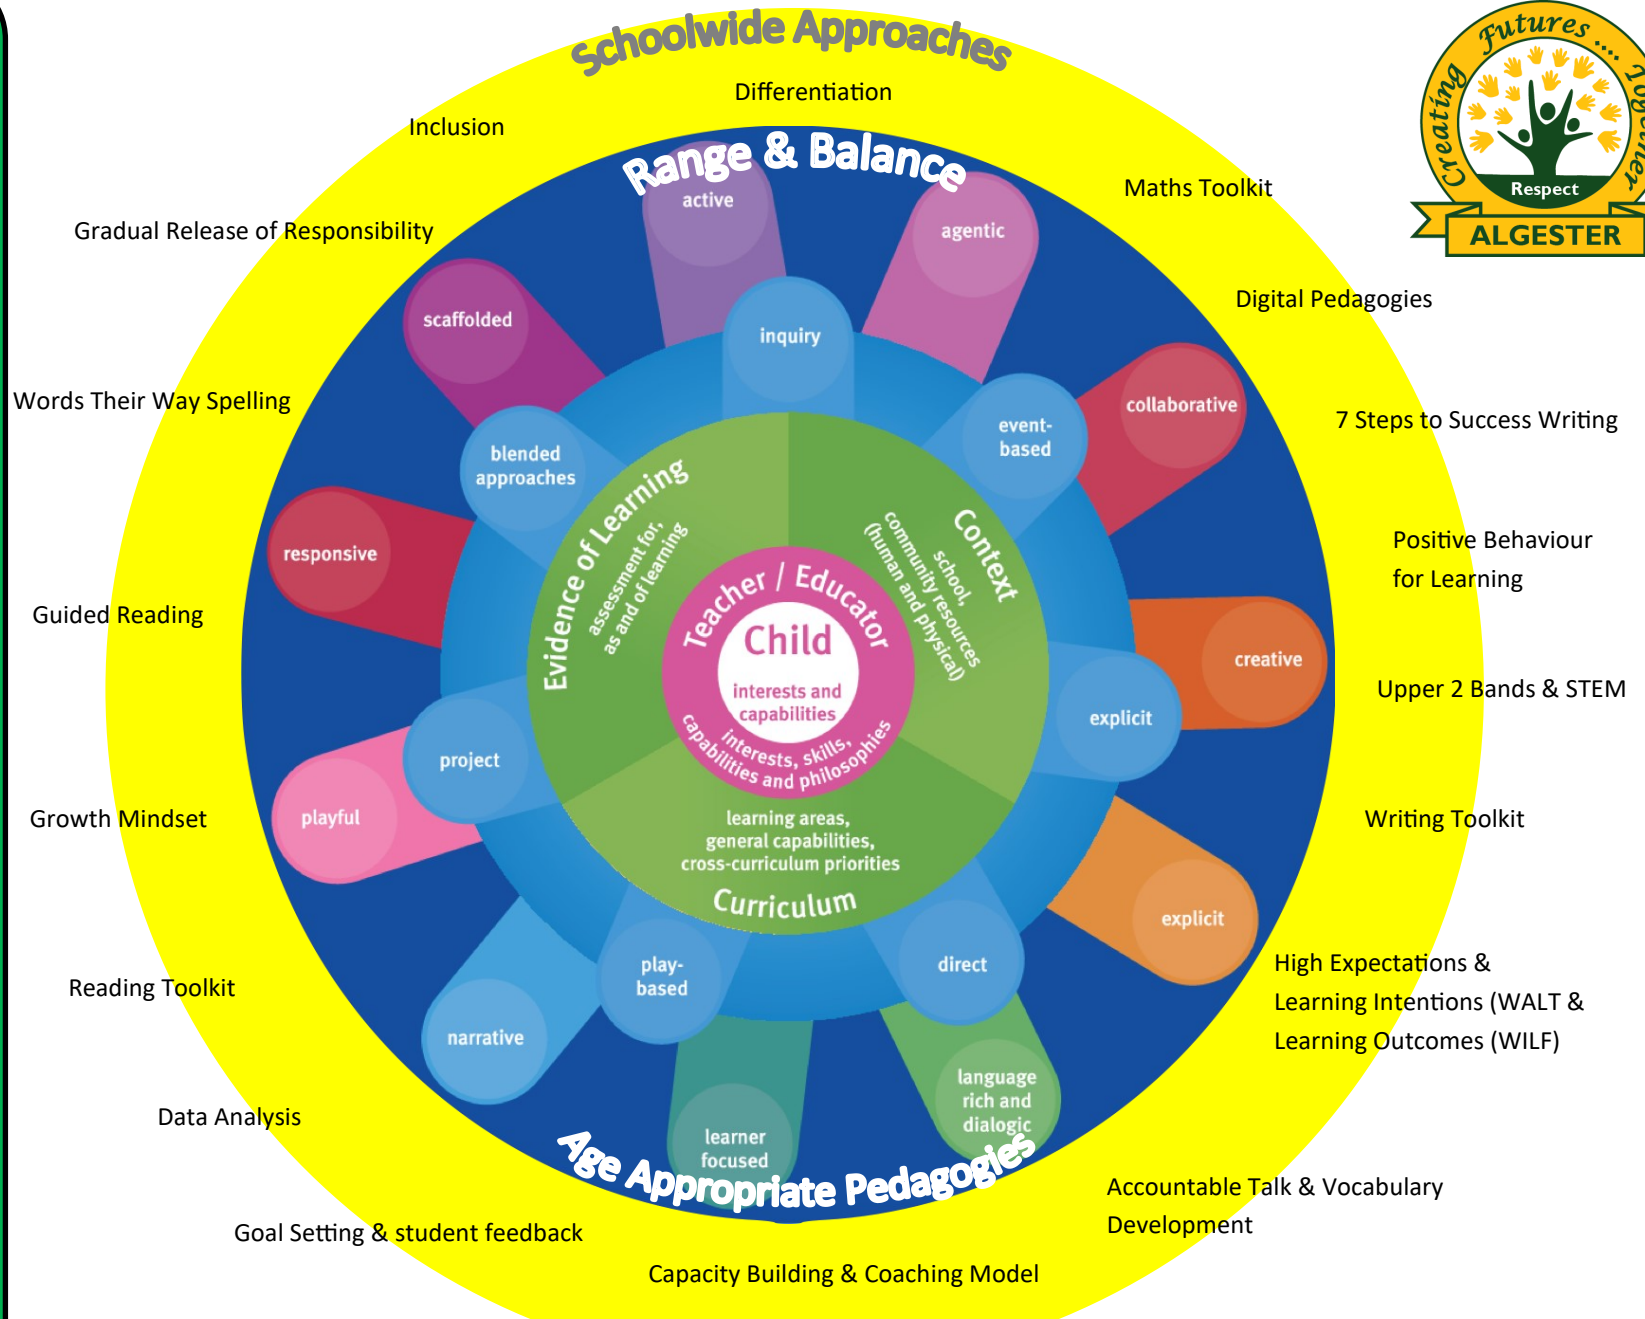 Schoolwide Approaches
Differentiation
Inclusion
Gradual Release of Responsibility
Words Their Way Spelling
Guided Reading
Growth Mindset
Reading Toolkit
Data Analysis
Goal Setting & student feedback
Capacity Building & Coaching Model
Maths Toolkit
Digital Pedagogies
7 Steps to Success Writing
Positive Behaviour
for Learning
Upper 2 Bands & STEM
Writing Toolkit
High Expectations &
Learning Intentions (WALT &
Learning Outcomes (WILF)
Accountable Talk & Vocabulary
Development
Creating Futures .... Together
Respect
ALGESTER
Range & Balance
active
agentic
collaborative
creative
explicit
language
rich and
dialogic
learner
focused
narrative
playful
responsive
scaffolded
Age Appropriate Pedagogies
inquiry
event-
based
explicit
direct
play-
based
project
blended
approaches
Evidence of Learning
assessment for,
as and of learning
Context
school,
community resources
(human and physical)
learning areas,
general capabilities,
cross-curriculum priorities
Curriculum
Teacher / Educator
Child
interests and
capabilities
interests, skills,
capabilities and philosophies